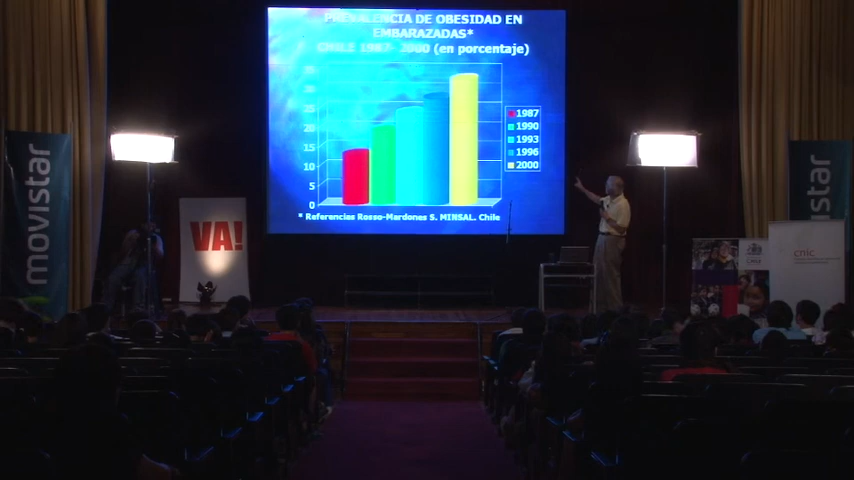 PREVALENCIA DE OBESIDAD EN
EMBARAZADAS*
CHILE 1987- 2000 (en porcentaje)
35
30
25
20
15
10
5
0
1987
1990
1993
1996
2000
* Referencias Rosso-Mardones S. MINSAL. Chile
movistar
VA!
movistar
cnic